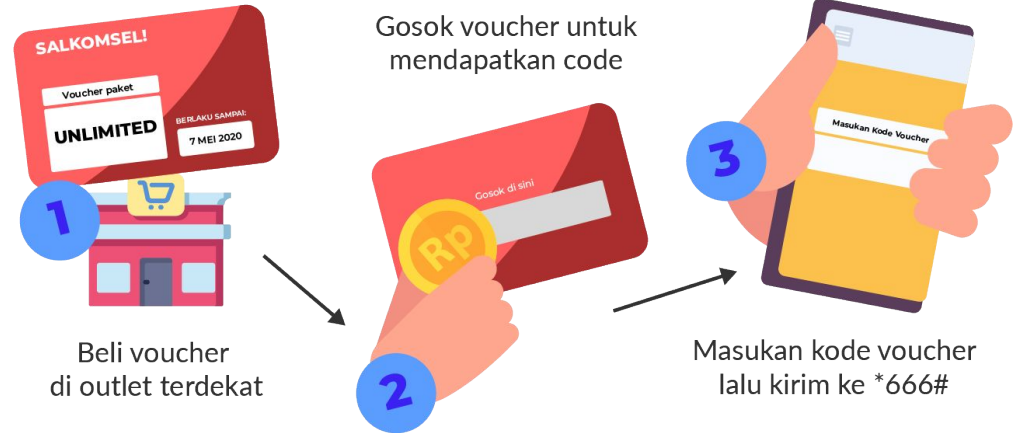 SALKOMSEL!
Voucher paket
UNLIMITED
BERLAKU SAMPAI:
7 MEI 2020
1
Beli voucher
di outlet terdekat
Gosok voucher untuk
mendapatkan code
Gosok di sini
Rp
2
3
Masukan Kode Voucher
Masukan kode voucher
lalu kirim ke *666#